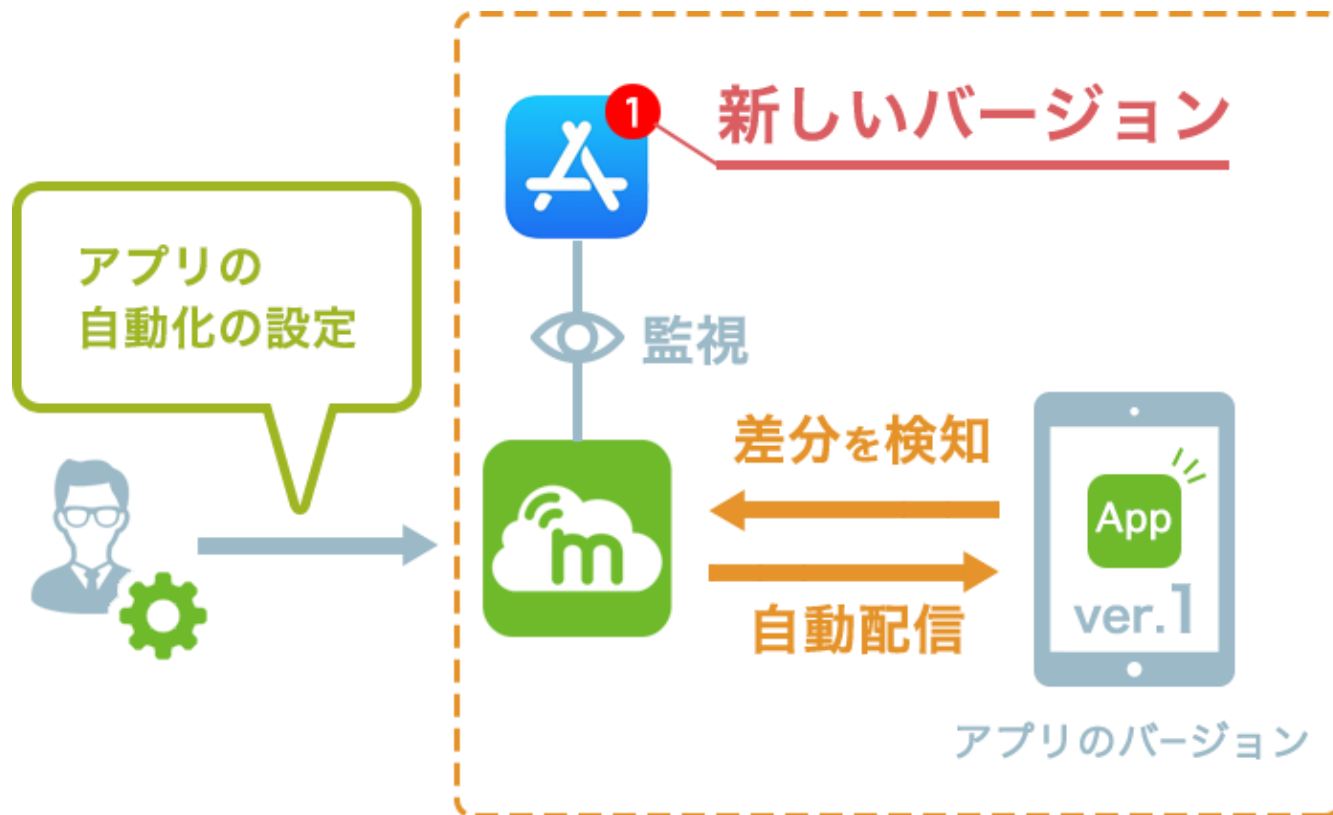 1
新しいバージョン
アプリの
自動化の設定
監視
差分を検知
m
App
ver.1
自動配信
アプリのバージョン